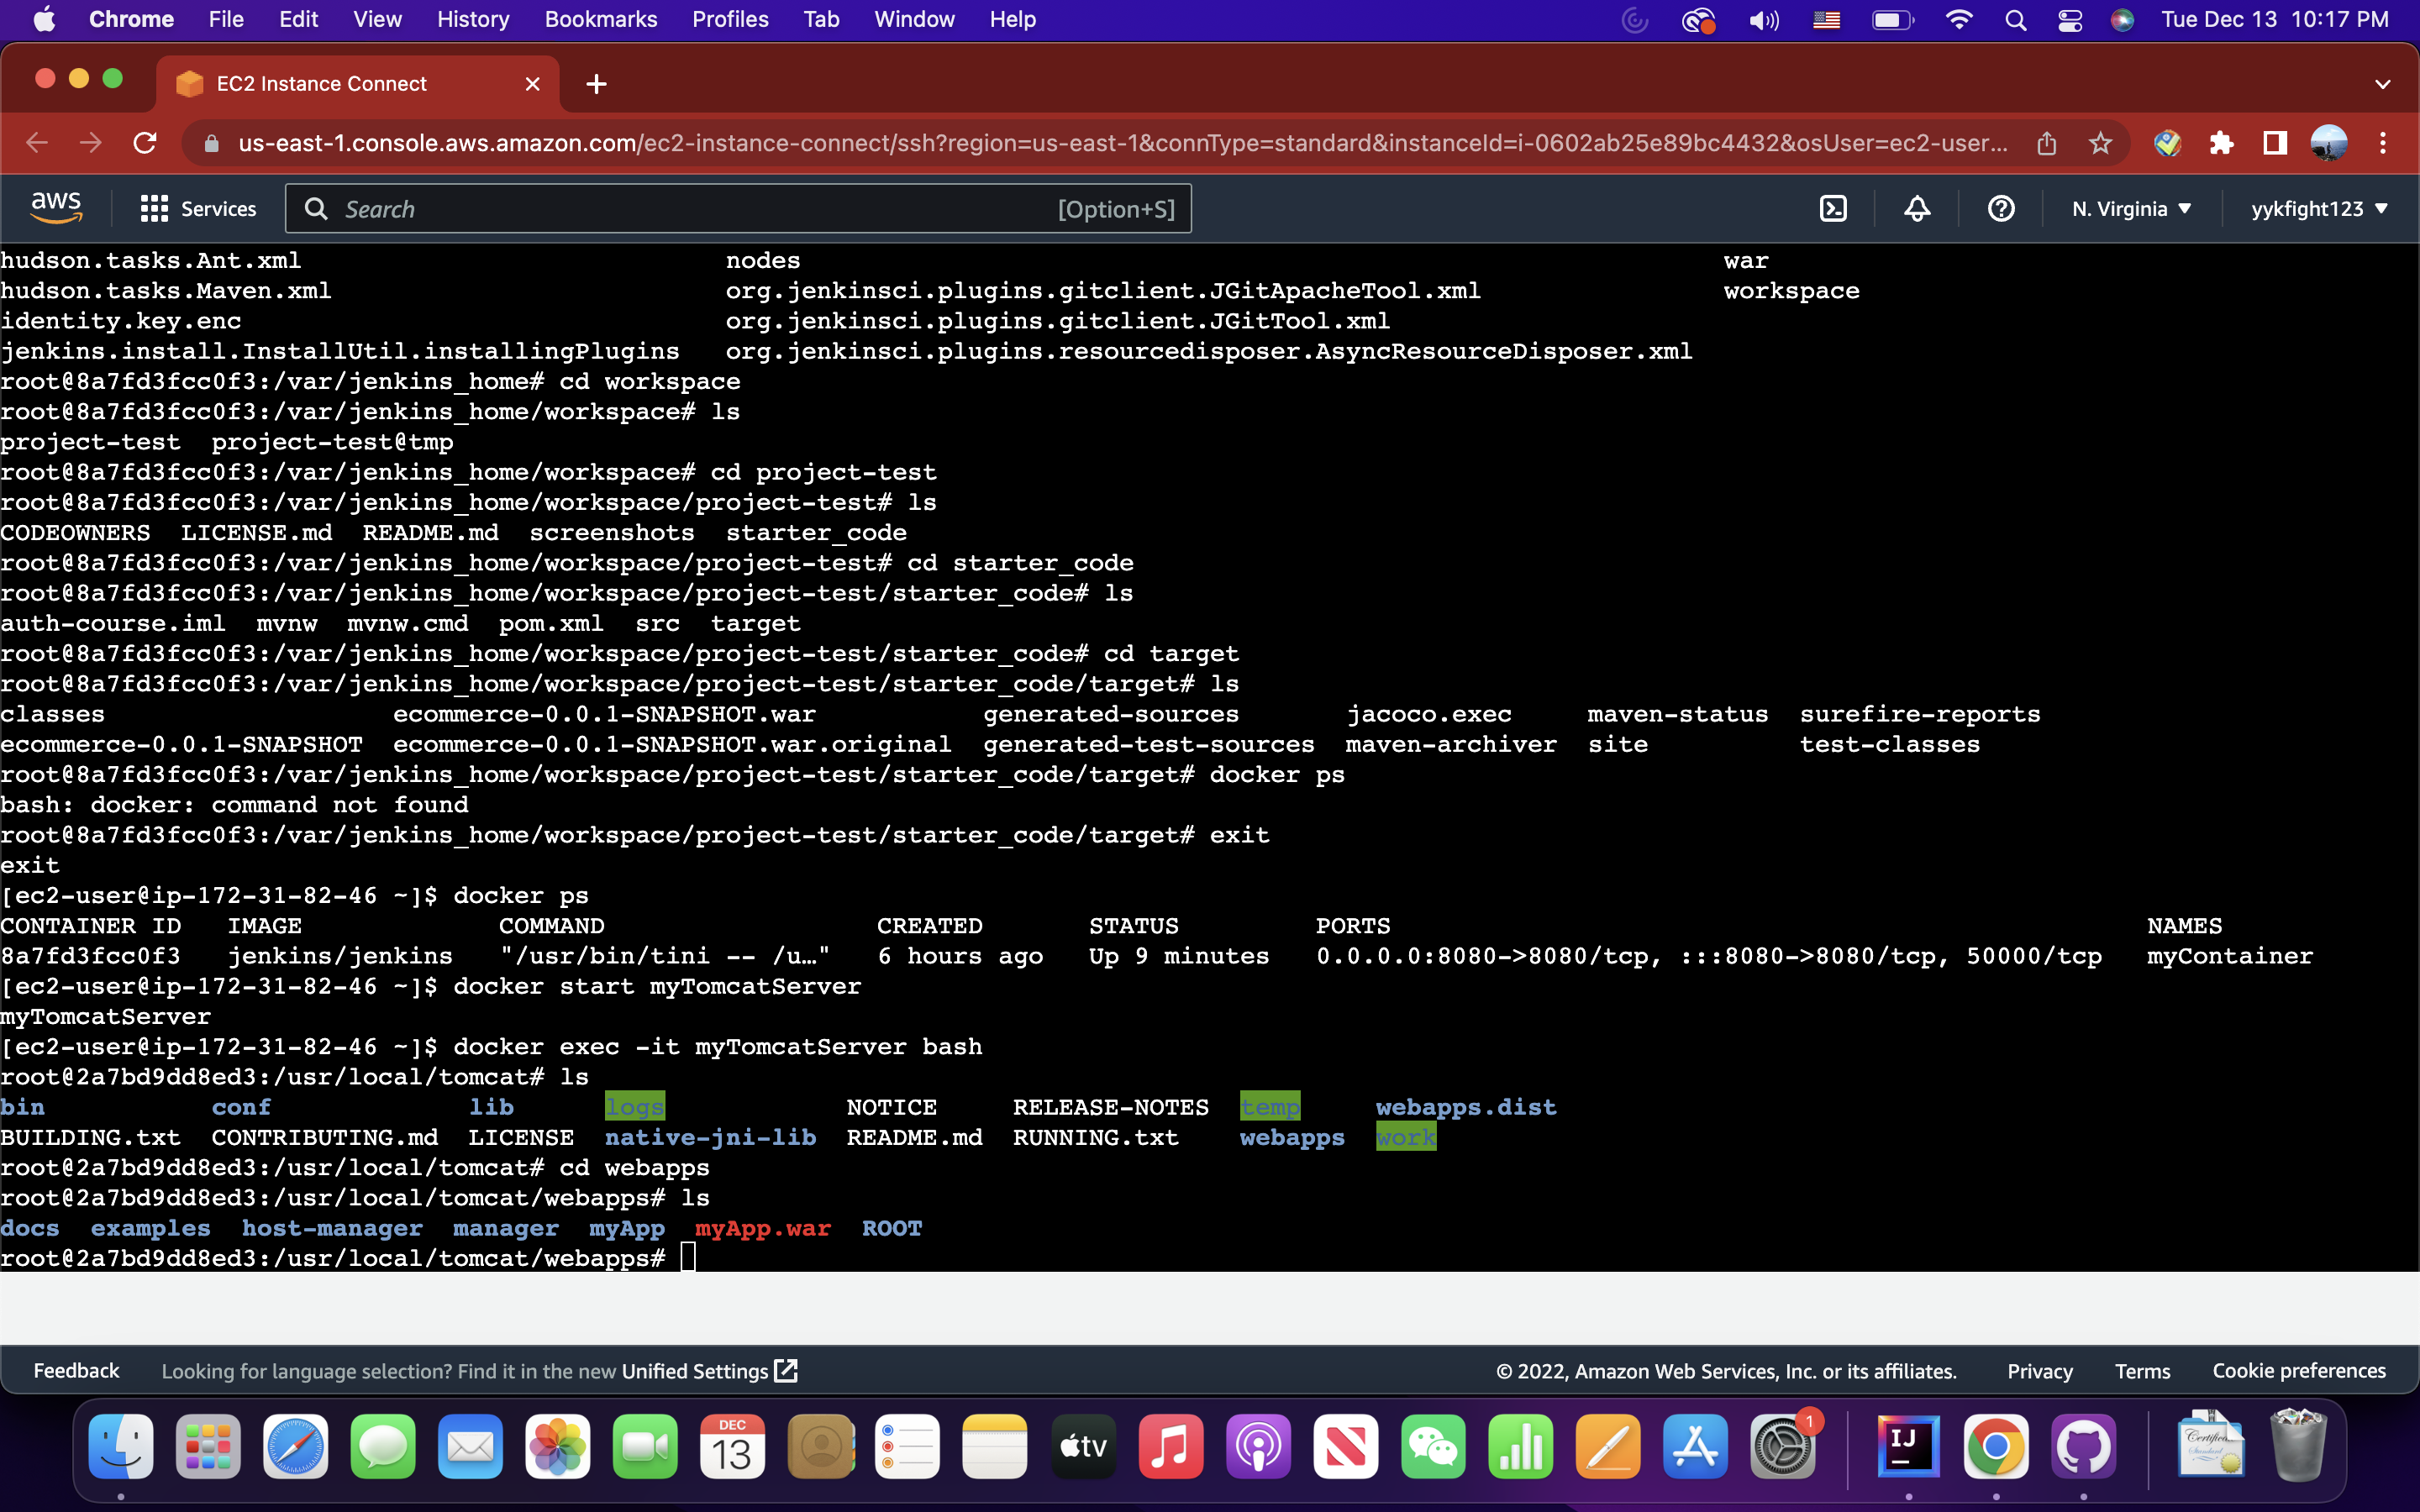 Chrome File Edit View History Bookmarks Profiles Tab Window Help Tue Dec 13 10:17 PM
EC2 Instance Connect
us-east-1.console.aws.amazon.com/ec2-instance-connect/ssh?region=us-east-1&connType=standard&instanceId=i-0602ab25e89bc4432&osUser=ec2-user...
aws Services Search [Option+S] N. Virginia yykfight123
hudson.tasks.Ant.xml nodes war
hudson.tasks.Maven.xml org.jenkinsci.plugins.gitclient.JGitApacheTool.xml workspace
identity.key.enc org.jenkinsci.plugins.gitclient.JGitTool.xml
jenkins.install.InstallUtil.installingPlugins org.jenkinsci.plugins.resourcedisposer.AsyncResourceDisposer.xml
root@8a7fd3fcc0f3:/var/jenkins_home# cd workspace
root@8a7fd3fcc0f3:/var/jenkins_home/workspace# ls
project-test project-test@tmp
root@8a7fd3fcc0f3:/var/jenkins_home/workspace# cd project-test
root@8a7fd3fcc0f3:/var/jenkins_home/workspace/project-test# ls
CODEOWNERS LICENSE.md README.md screenshots starter_code
root@8a7fd3fcc0f3:/var/jenkins_home/workspace/project-test# cd starter_code
root@8a7fd3fcc0f3:/var/jenkins_home/workspace/project-test/starter_code# ls
auth-course.iml mvnw mvnw.cmd pom.xml src target
root@8a7fd3fcc0f3:/var/jenkins_home/workspace/project-test/starter_code# cd target
root@8a7fd3fcc0f3:/var/jenkins_home/workspace/project-test/starter_code/target# ls
classes ecommerce-0.0.1-SNAPSHOT.war generated-sources jacoco.exec maven-status surefire-reports
ecommerce-0.0.1-SNAPSHOT ecommerce-0.0.1-SNAPSHOT.war.original generated-test-sources maven-archiver site test-classes
root@8a7fd3fcc0f3:/var/jenkins_home/workspace/project-test/starter_code/target# docker ps
bash: docker: command not found
root@8a7fd3fcc0f3:/var/jenkins_home/workspace/project-test/starter_code/target# exit
exit
[ec2-user@ip-172-31-82-46 ~]$ docker ps
CONTAINER ID IMAGE COMMAND CREATED STATUS PORTS NAMES
8a7fd3fcc0f3 jenkins/jenkins "/usr/bin/tini -- /u…" 6 hours ago Up 9 minutes 0.0.0.0:8080->8080/tcp, :::8080->8080/tcp, 50000/tcp myContainer
[ec2-user@ip-172-31-82-46 ~]$ docker start myTomcatServer
myTomcatServer
[ec2-user@ip-172-31-82-46 ~]$ docker exec -it myTomcatServer bash
root@2a7bd9dd8ed3:/usr/local/tomcat# ls
bin conf lib logs NOTICE RELEASE-NOTES temp webapps.dist
BUILDING.txt CONTRIBUTING.md LICENSE native-jni-lib README.md RUNNING.txt webapps work
root@2a7bd9dd8ed3:/usr/local/tomcat# cd webapps
root@2a7bd9dd8ed3:/usr/local/tomcat/webapps# ls
docs examples host-manager manager myApp myApp.war ROOT
root@2a7bd9dd8ed3:/usr/local/tomcat/webapps#
Feedback Looking for language selection? Find it in the new Unified Settings © 2022, Amazon Web Services, Inc. or its affiliates. Privacy Terms Cookie preferences
DEC
13
tv
1
IJ